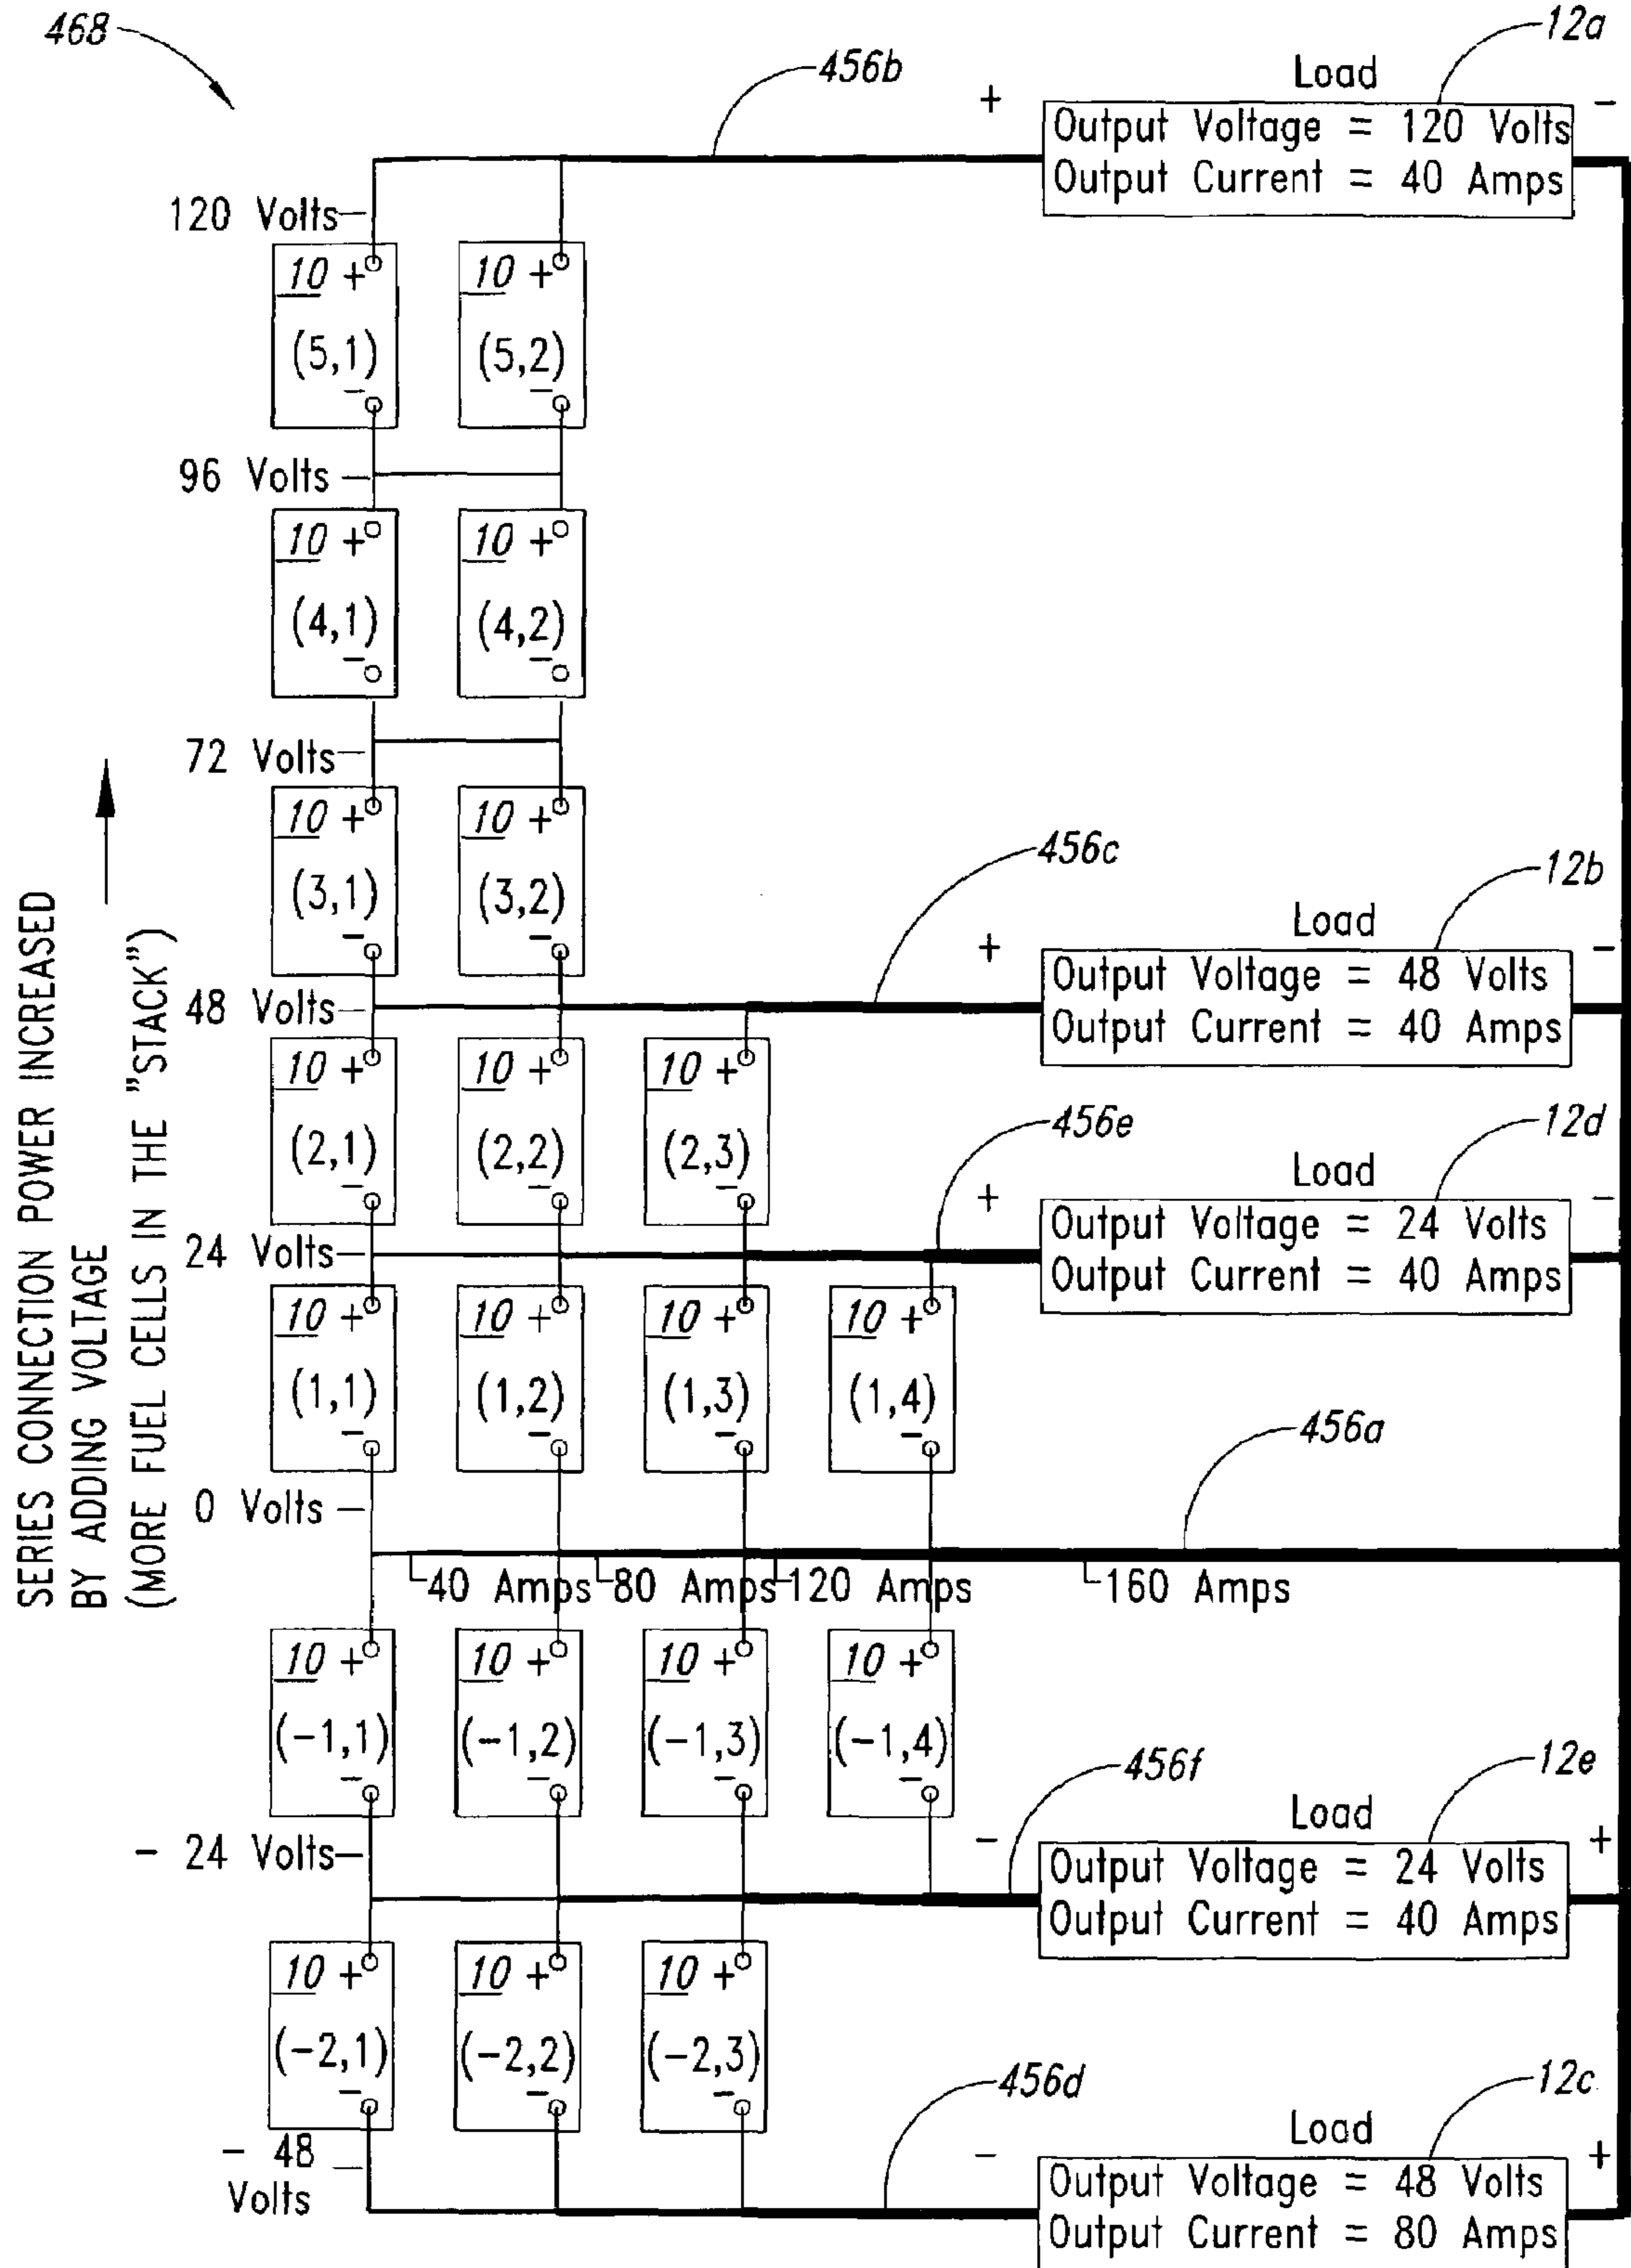 468
456b
12a
Load
+
-
Output Voltage = 120 Volts
Output Current = 40 Amps
120 Volts
10 +
(5,1)
-
10 +
(5,2)
-
96 Volts
10 +
(4,1)
-
10 +
(4,2)
-
72 Volts
10 +
(3,1)
-
10 +
(3,2)
-
456c
12b
Load
+
-
Output Voltage = 48 Volts
Output Current = 40 Amps
48 Volts
10 +
(2,1)
-
10 +
(2,2)
-
10 +
(2,3)
-
456e
12d
Load
+
-
Output Voltage = 24 Volts
Output Current = 40 Amps
24 Volts
10 +
(1,1)
-
10 +
(1,2)
-
10 +
(1,3)
-
10 +
(1,4)
-
456a
0 Volts
40 Amps
80 Amps
120 Amps
160 Amps
SERIES CONNECTION POWER INCREASED
BY ADDING VOLTAGE
(MORE FUEL CELLS IN THE "STACK")
10 +
(-1,1)
-
10 +
(-1,2)
-
10 +
(-1,3)
-
10 +
(-1,4)
-
456f
12e
Load
-
+
Output Voltage = 24 Volts
Output Current = 40 Amps
- 24 Volts
10 +
(-2,1)
-
10 +
(-2,2)
-
10 +
(-2,3)
-
456d
12c
Load
-
+
Output Voltage = 48 Volts
Output Current = 80 Amps
- 48
Volts